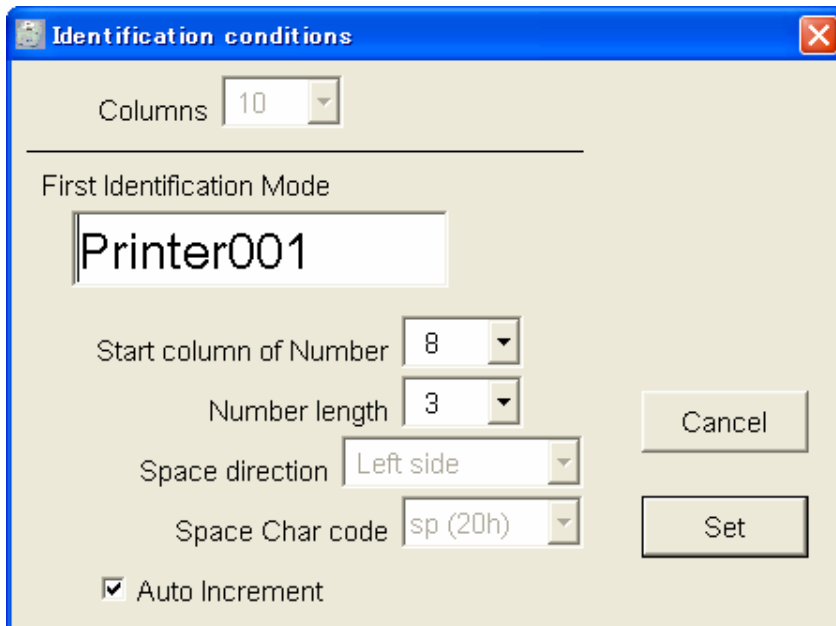 Identification conditions
Columns 10
First Identification Mode
Printer001
Start column of Number 8
Number length 3
Cancel
Space direction Left side
Space Char code sp (20h)
Set
Auto Increment